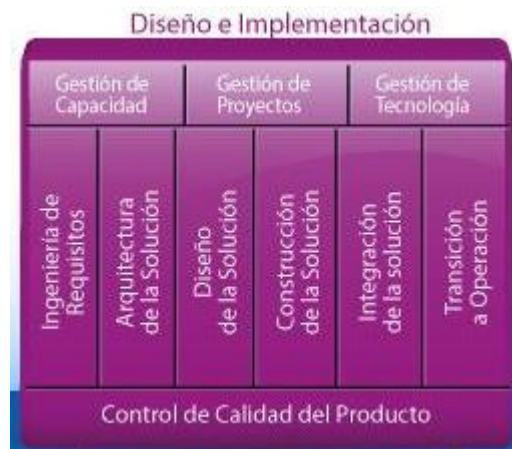 Diseño e Implementación
Gestión de
Capacidad
Gestión de
Proyectos
Gestión de
Tecnología
Ingeniería de
Requisitos
Arquitectura
de la Solución
Diseño
de la Solución
Construcción
de la Solución
Integración
de la solución
Transición
a Operación
Control de Calidad del Producto